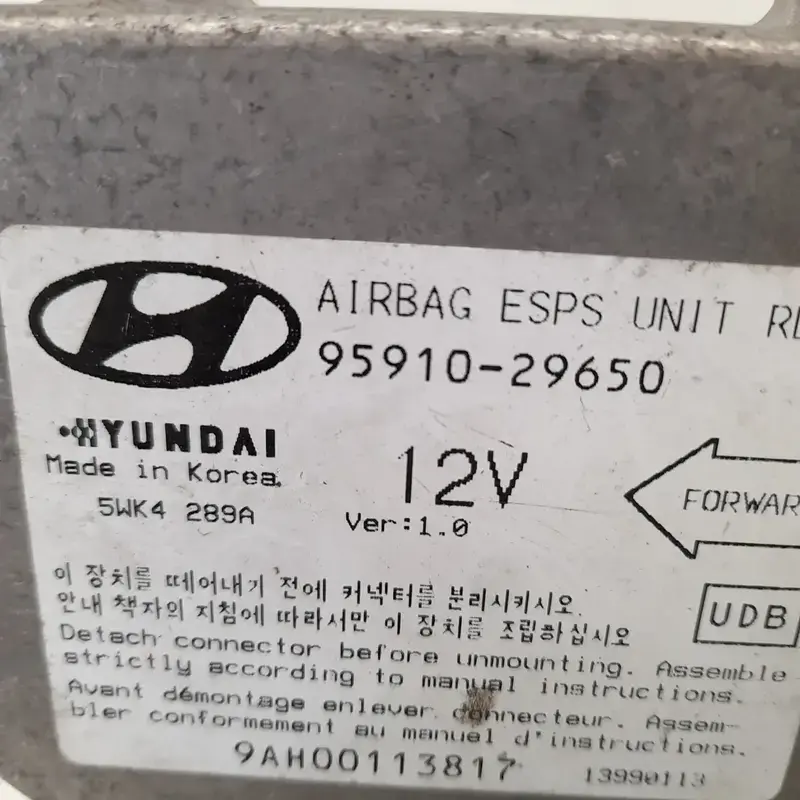 AIRBAG ESPS UNIT
95910-29650
HYUNDAI
Made in Korea.
5WK4 289A
12V
Ver:1.0
FORWAR
UDB
이 장치를 떼어내기 전에 커넥터를 분리시키시오.
안내 책자의 지침에 따라서만 이 장치를 조립하십시오
Detach connector before unmounting. Assemble
strictly according to manual instructions.
Avant démontage enlever connecteur. Assem-
bler conformement au manuel d'instructions.
9AH00113817
13990113